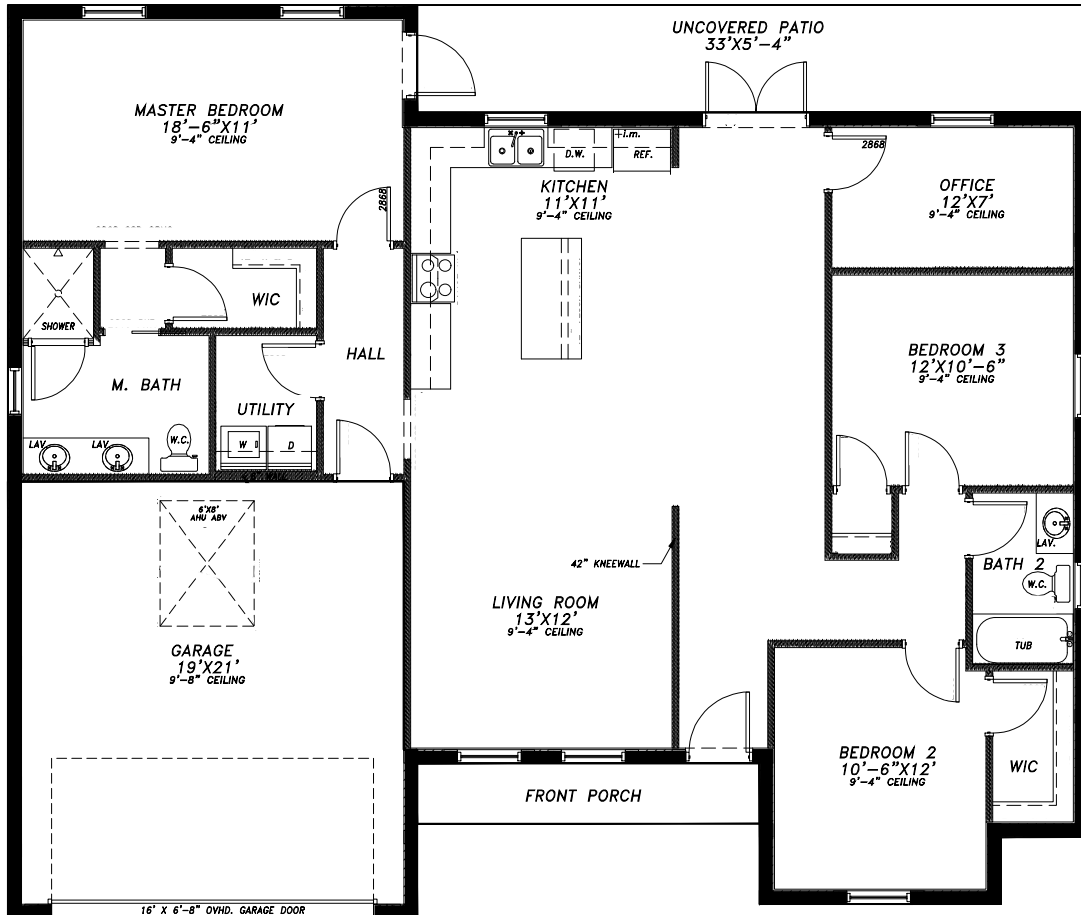 UNCOVERED PATIO
33'X5'-4"
MASTER BEDROOM
18'-6"X11'
9'-4" CEILING
2868
D.W.
+I.m.
REF.
KITCHEN
11'X11'
9'-4" CEILING
2868
OFFICE
12'X7'
9'-4" CEILING
SHOWER
WIC
HALL
M. BATH
UTILITY
W
D
LAV.
LAV.
W.C.
BEDROOM 3
12'X10'-6"
9'-4" CEILING
6'X8'
AHU ABV
42" KNEEWALL
LAV.
BATH 2
W.C.
TUB
LIVING ROOM
13'X12'
9'-4" CEILING
GARAGE
19'X21'
9'-8" CEILING
BEDROOM 2
10'-6"X12'
9'-4" CEILING
WIC
FRONT PORCH
16' X 6'-8" OVHD. GARAGE DOOR